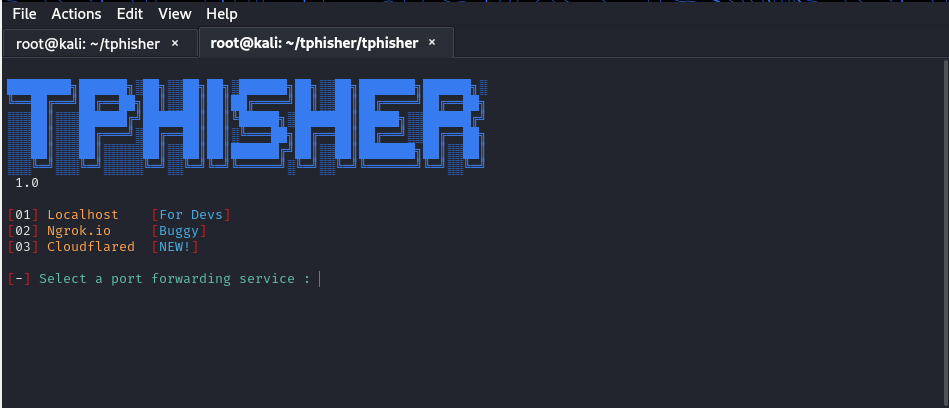 File Actions Edit View Help
root@kali: ~/tphisher × root@kali: ~/tphisher/tphisher ×
TPHISHER
1.0
[01] Localhost [For Devs]
[02] Ngrok.io [Buggy]
[03] Cloudflared [NEW!]
[-] Select a port forwarding service :